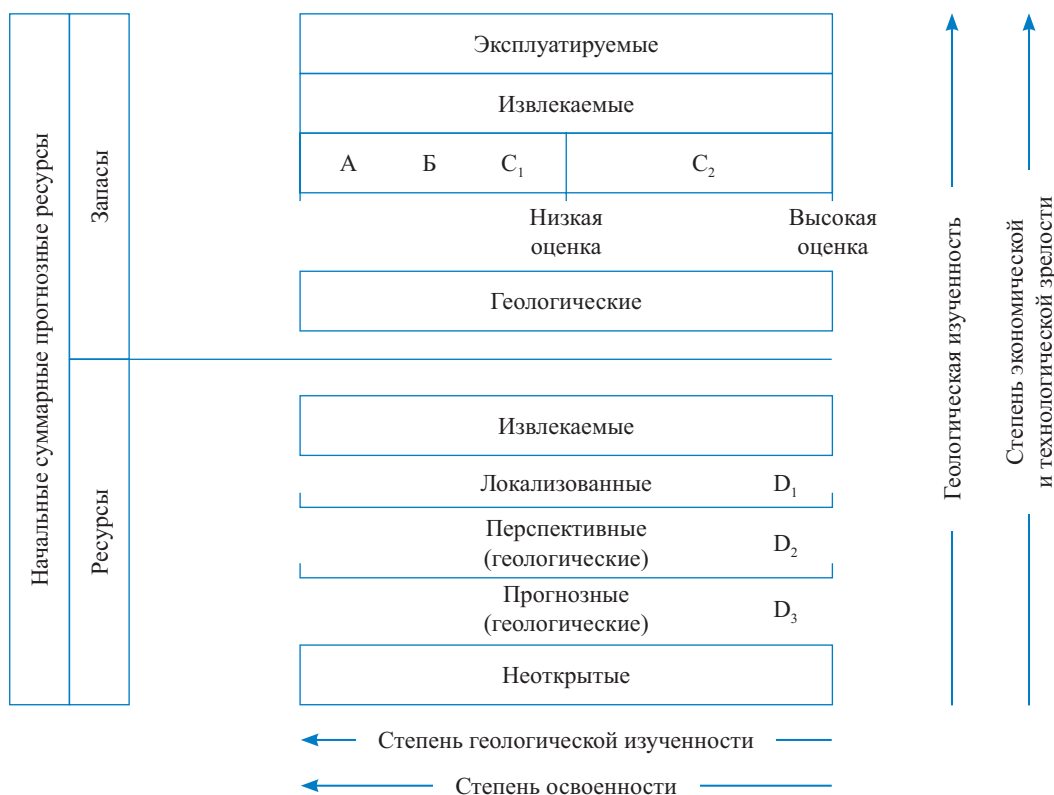 Начальные суммарные прогнозные ресурсы
Запасы
Ресурсы
Эксплуатируемые
Извлекаемые
А Б С₁ С₂
Низкая
оценка
Высокая
оценка
Геологические
Извлекаемые
Локализованные D₁
Перспективные
(геологические) D₂
Прогнозные
(геологические) D₃
Неоткрытые
Степень геологической изученности
Степень освоенности
Геологическая изученность
Степень экономической
и технологической зрелости